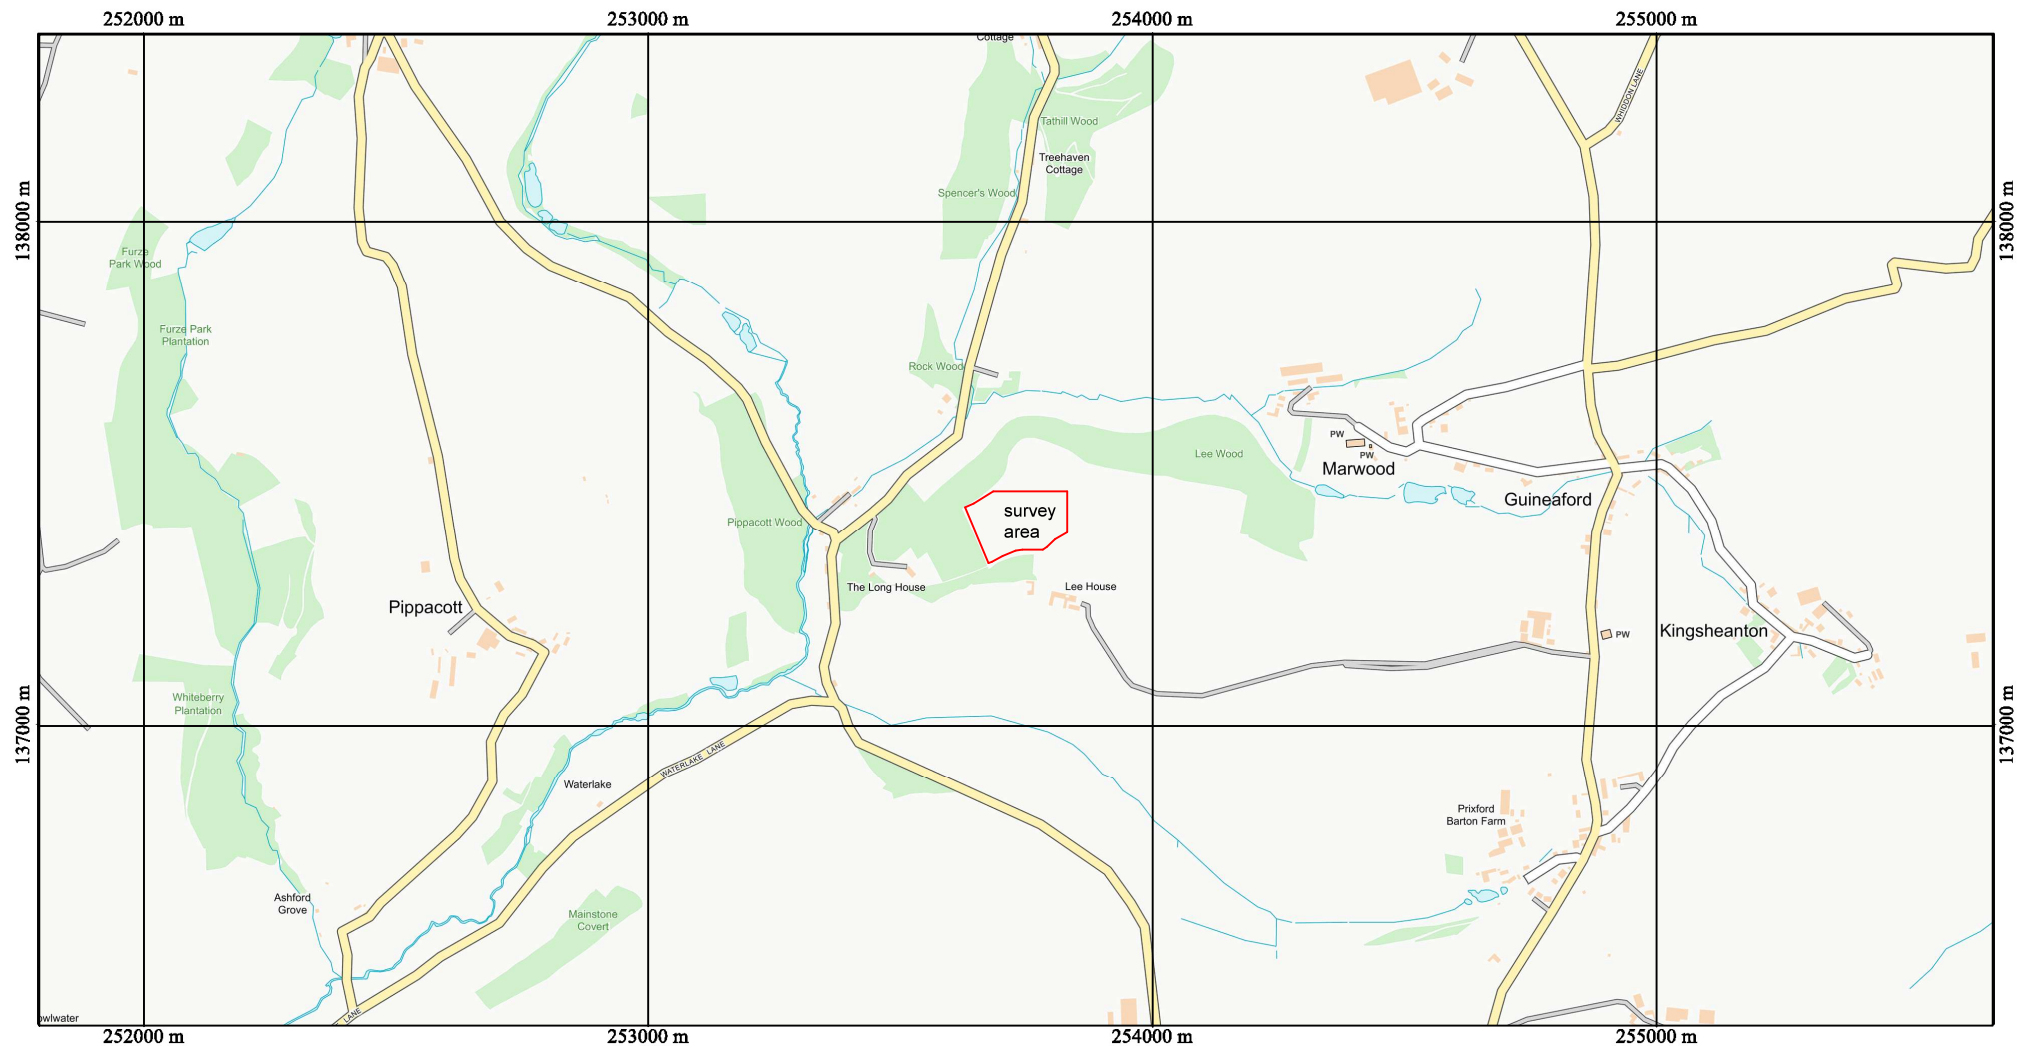 252000 m
253000 m
254000 m
255000 m
Cottage
WHIDDON LANE
Tathill Wood
Treehaven
Cottage
Spencer's Wood
138000 m
138000 m
Furze
Park Wood
Furze Park
Plantation
Rock Wood
PW
PW
Lee Wood
Marwood
Guineaford
survey
area
Pippacott Wood
The Long House
Lee House
Pippacott
PW
Kingsheanton
Whiteberry
Plantation
137000 m
137000 m
WATERLAKE LANE
Waterlake
Prixford
Barton Farm
Ashford
Grove
Mainstone
Covert
owlwater
LANE
252000 m
253000 m
254000 m
255000 m